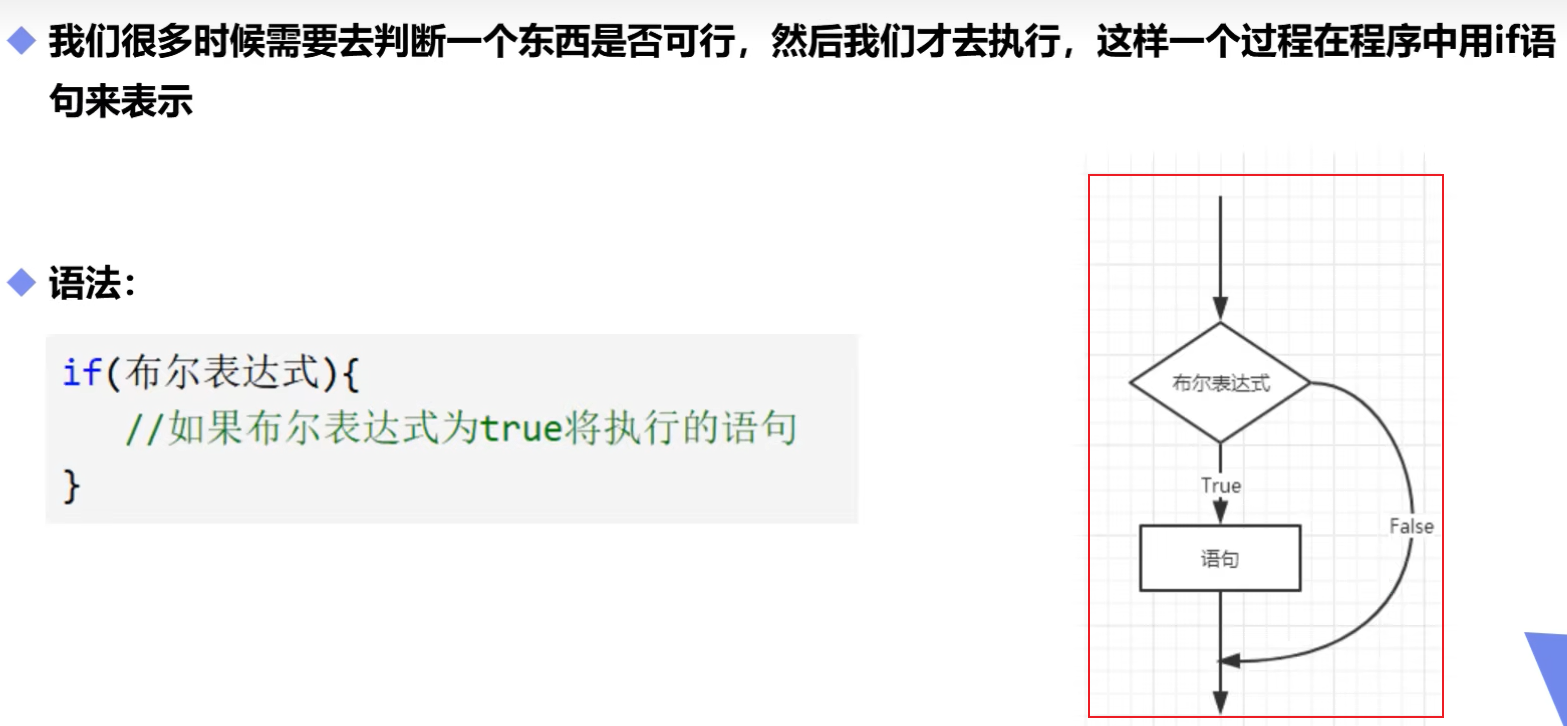 我们很多时候需要去判断一个东西是否可行，然后我们才去执行，这样一个过程在程序中用if语
句来表示
语法：
if(布尔表达式){
//如果布尔表达式为true将执行的语句
}
布尔表达式
True
False
语句